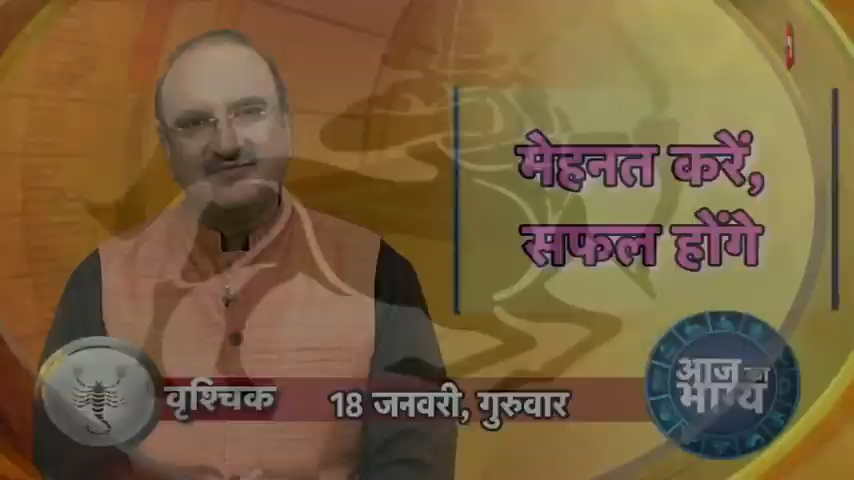 मेहनत करें,
सफल होंगे
वृश्चिक
18 जनवरी, गुरुवार
आज का
भाग्य